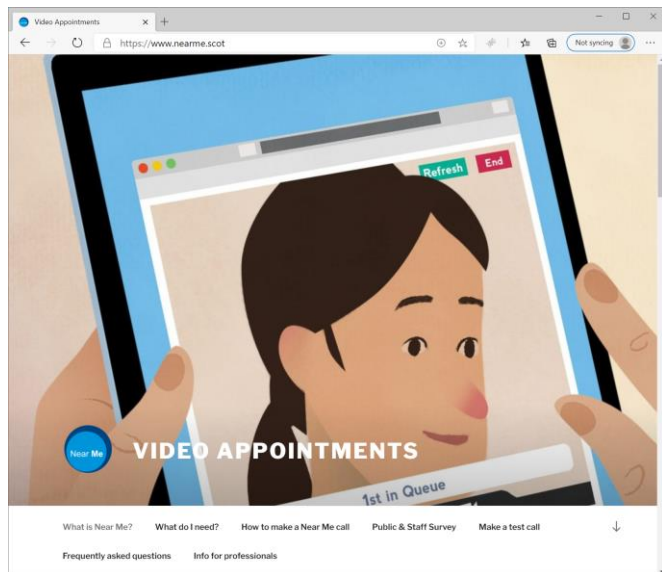 Video Appointments
https://www.nearme.scot
Not syncing
Refresh
End
Near Me
VIDEO APPOINTMENTS
1st in Queue
What is Near Me? What do I need? How to make a Near Me call Public & Staff Survey Make a test call
Frequently asked questions Info for professionals